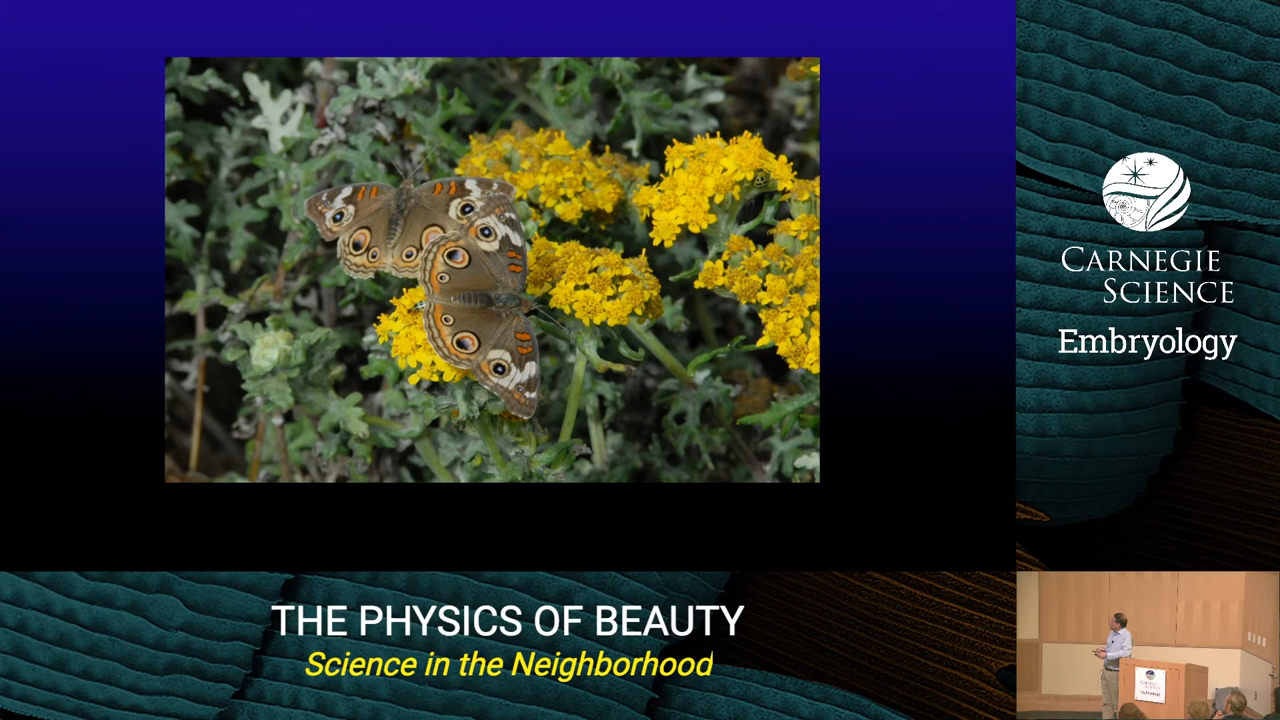 CARNEGIE
SCIENCE
Embryology
THE PHYSICS OF BEAUTY
Science in the Neighborhood